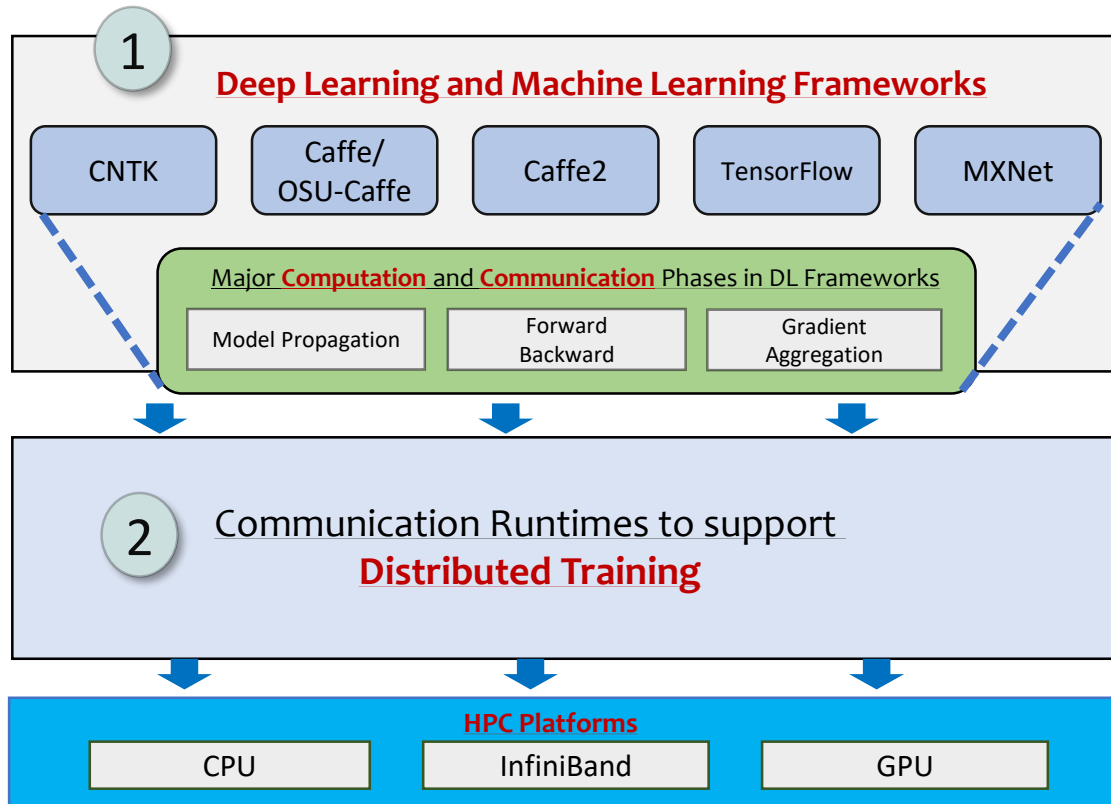 1
Deep Learning and Machine Learning Frameworks
CNTK
Caffe/
OSU-Caffe
Caffe2
TensorFlow
MXNet
Major Computation and Communication Phases in DL Frameworks
Model Propagation
Forward
Backward
Gradient
Aggregation
2
Communication Runtimes to support
Distributed Training
HPC Platforms
CPU
InfiniBand
GPU